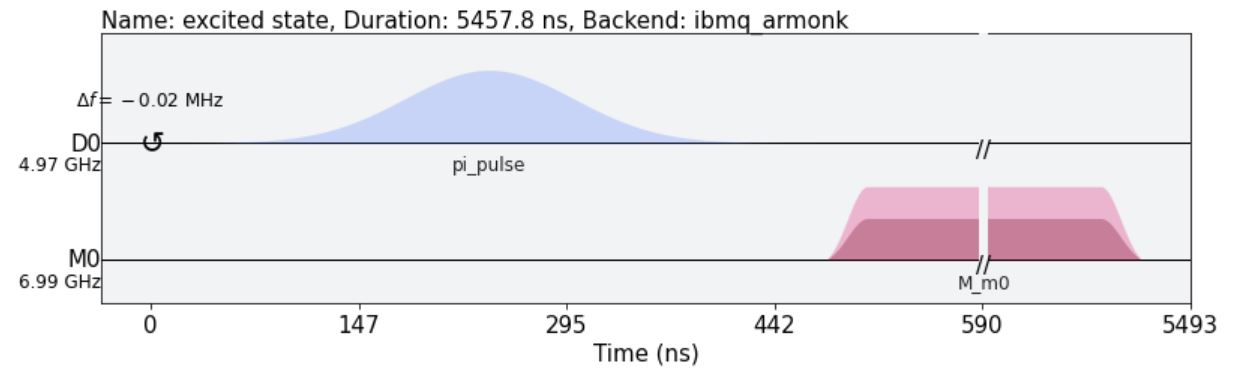 Name: excited state, Duration: 5457.8 ns, Backend: ibmq_armonk
Δf = −0.02 MHz
↺
D0
4.97 GHz
pi_pulse
//
M0
6.99 GHz
//
M_m0
0 147 295 442 590 5493
Time (ns)